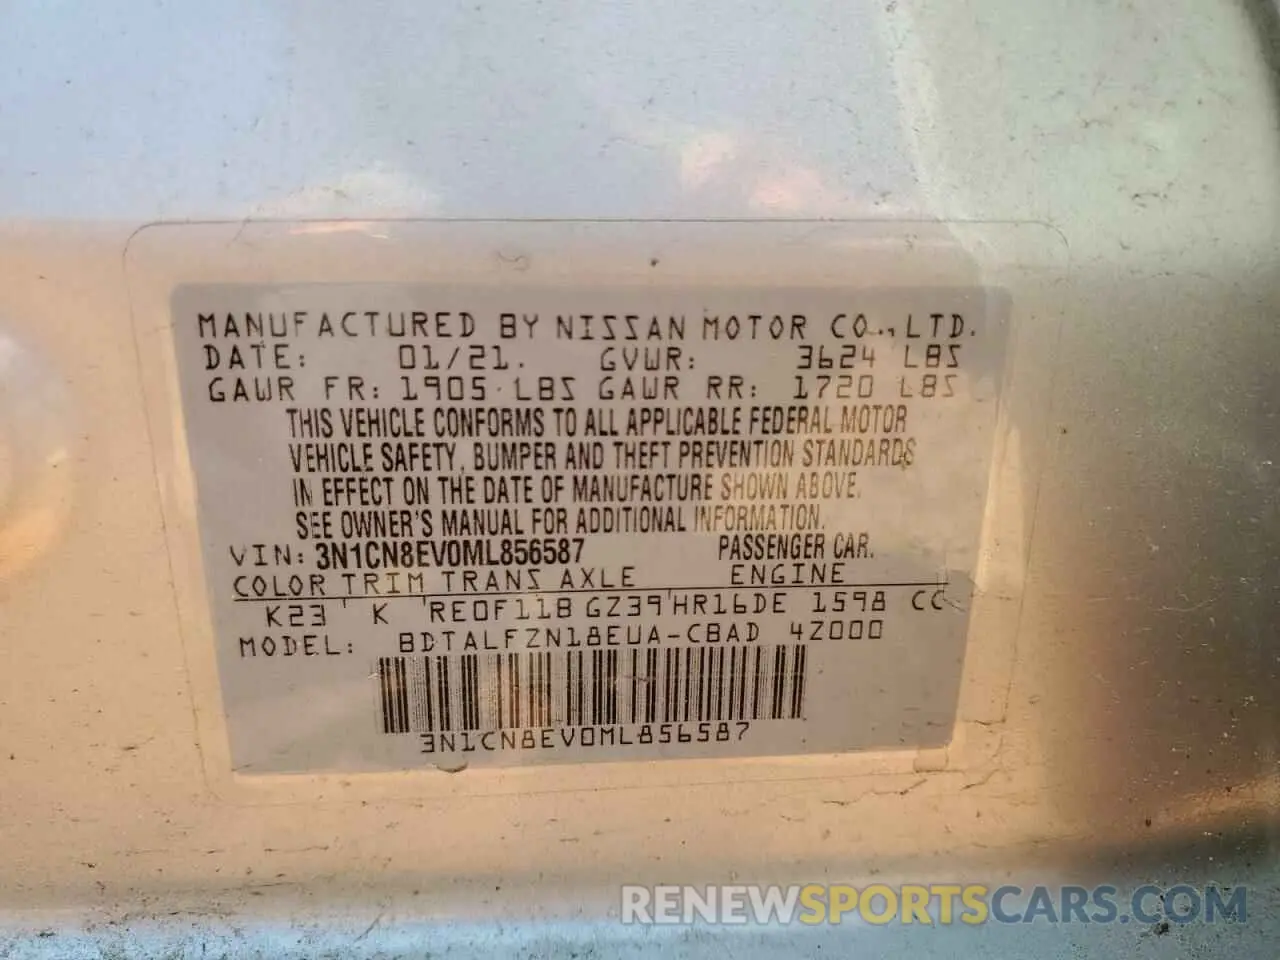 MANUFACTURED BY NISSAN MOTOR CO., LTD.
DATE: 01/21. GVWR: 3624 LBS
GAWR FR: 1905 LBS GAWR RR: 1720 LBS
THIS VEHICLE CONFORMS TO ALL APPLICABLE FEDERAL MOTOR
VEHICLE SAFETY, BUMPER AND THEFT PREVENTION STANDARDS
IN EFFECT ON THE DATE OF MANUFACTURE SHOWN ABOVE.
SEE OWNER'S MANUAL FOR ADDITIONAL INFORMATION.
VIN: 3N1CN8EV0ML856587 PASSENGER CAR.
COLOR TRIM TRANS AXLE ENGINE
K23 K RE0F11B GZ39 HR16DE 1598 CC
MODEL: BDTALFZN18EUA-CBAD 4Z000
3N1CN8EV0ML856587
RENEWSPORTSCARS.COM